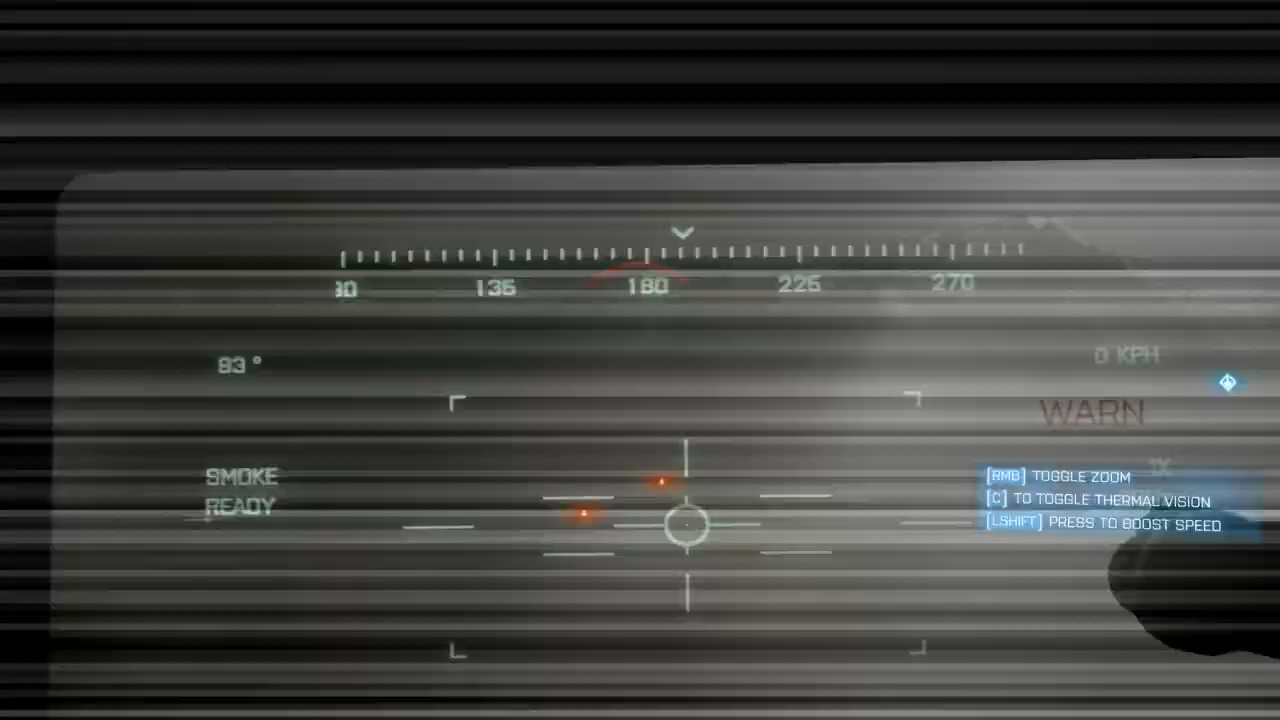 135
180
225
270
83 °
0 KPH
WARN
SMOKE
READY
1X
[RMB] TOGGLE ZOOM
[C] TO TOGGLE THERMAL VISION
[LSHIFT] PRESS TO BOOST SPEED